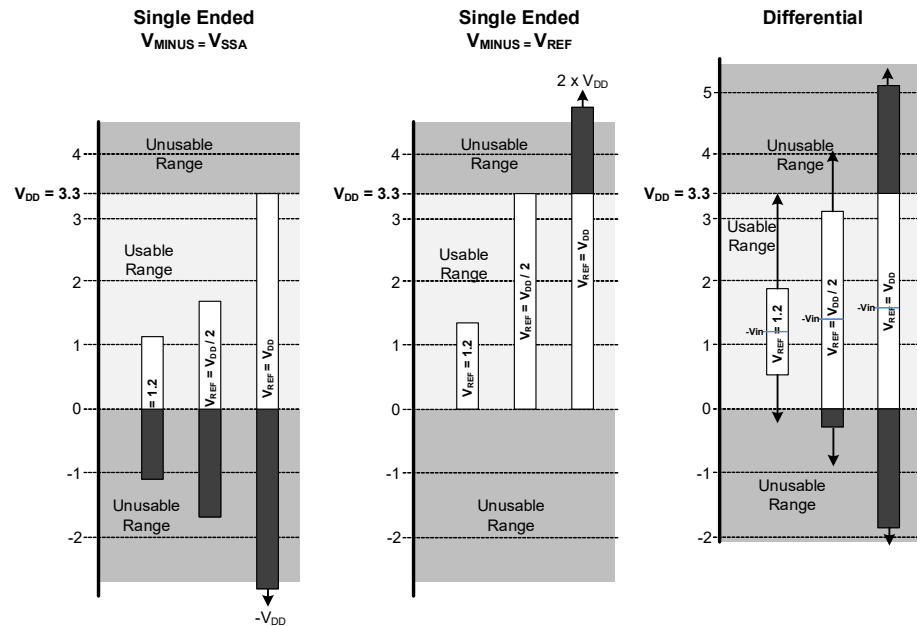 Single Ended
VMINUS = VSSA
Unusable
Range
4
VDD = 3.3
3
Usable
Range
2
1
0
-1
Unusable
Range
-2
= 1.2
VREF = VDD / 2
VREF = VDD
-VDD
Single Ended
VMINUS = VREF
2 x VDD
Unusable
Range
4
VDD = 3.3
3
Usable
Range
2
1
0
-1
Unusable
Range
-2
VREF = 1.2
VREF = VDD / 2
VREF = VDD
Differential
5
Unusable
Range
4
VDD = 3.3
3
Usable
Range
2
1
0
-1
Unusable
Range
-2
-Vin
VREF = 1.2
-Vin
VREF = VDD / 2
-Vin
VREF = VDD